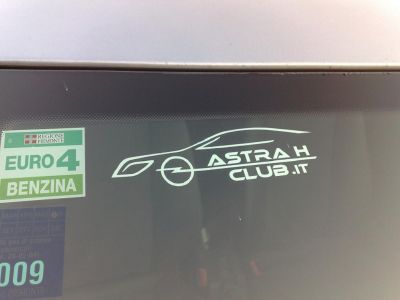 REGIONE
PIEMONTE
EURO 4
BENZINA
ASTRA H
CLUB.IT
009